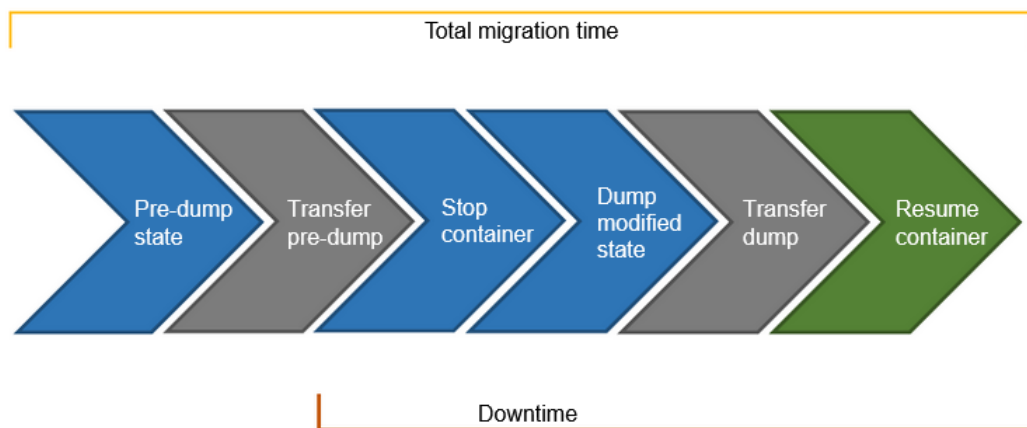 Total migration time
Pre-dump
state
Transfer
pre-dump
Stop
container
Dump
modified
state
Transfer
dump
Resume
container
Downtime